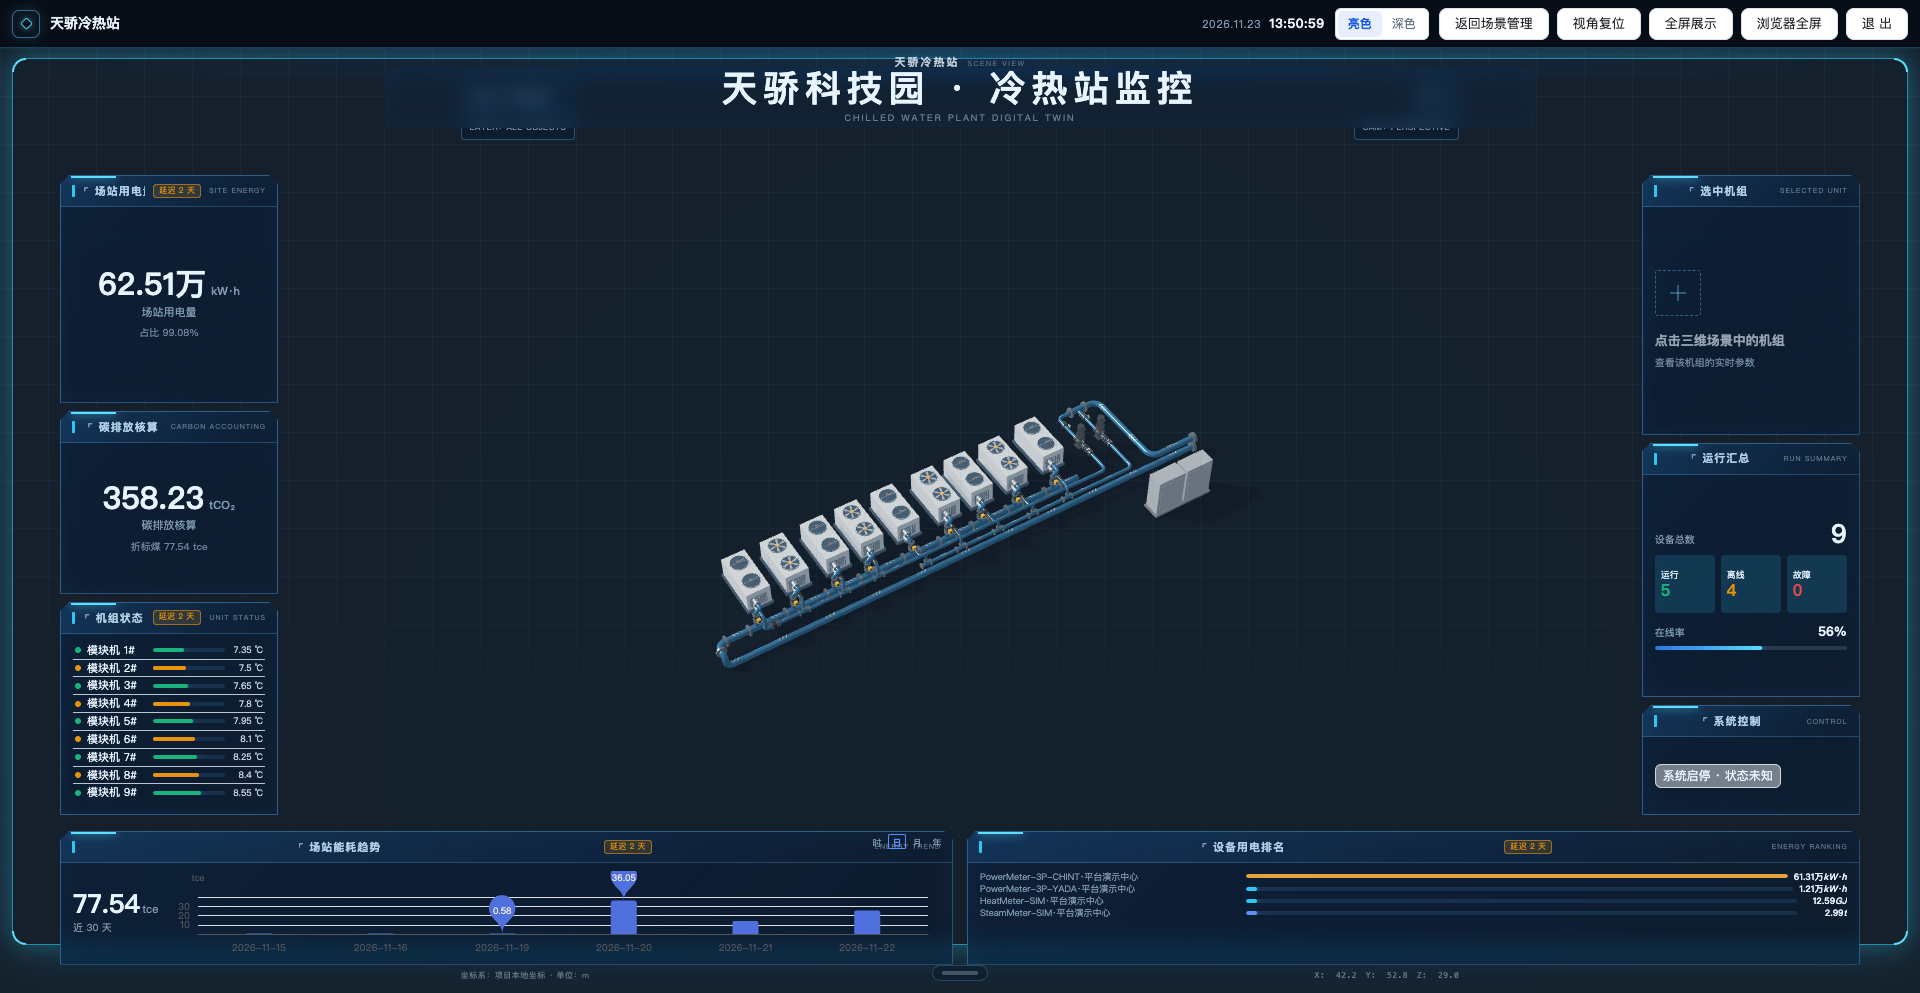 天骄冷热站
2026.11.23 13:50:59 亮色 深色 返回场景管理 视角复位 全屏展示 浏览器全屏 退 出
天骄冷热站 SCENE VIEW
天骄科技园 · 冷热站监控
CHILLED WATER PLANT DIGITAL TWIN
场站用电 延迟 2 天 SITE ENERGY
62.51万 kW·h
场站用电量
占比 99.08%
碳排放核算 CARBON ACCOUNTING
358.23 tCO₂
碳排放核算
折标煤 77.54 tce
机组状态 延迟 2 天 UNIT STATUS
模块机 1# 7.35 ℃
模块机 2# 7.5 ℃
模块机 3# 7.65 ℃
模块机 4# 7.8 ℃
模块机 5# 7.95 ℃
模块机 6# 8.1 ℃
模块机 7# 8.25 ℃
模块机 8# 8.4 ℃
模块机 9# 8.55 ℃
选中机组 SELECTED UNIT
点击三维场景中的机组
查看该机组的实时参数
运行汇总 RUN SUMMARY
设备总数 9
运行 离线 故障
5 4 0
在线率 56%
系统控制 CONTROL
系统启停 · 状态未知
场站能耗趋势 延迟 2 天 时 日 月 年
77.54 tce
近 30 天
tce
30
20
10
0.58
36.05
2026-11-15 2026-11-16 2026-11-19 2026-11-20 2026-11-21 2026-11-22
设备用电排名 延迟 2 天 ENERGY RANKING
PowerMeter-3P-CHINT·平台演示中心 61.31万kW·h
PowerMeter-3P-YADA·平台演示中心 1.21万kW·h
HeatMeter-SIM·平台演示中心 12.59GJ
SteamMeter-SIM·平台演示中心 2.99t
坐标系：项目本地坐标 · 单位：m
X: 42.2 Y: 52.8 Z: 29.0